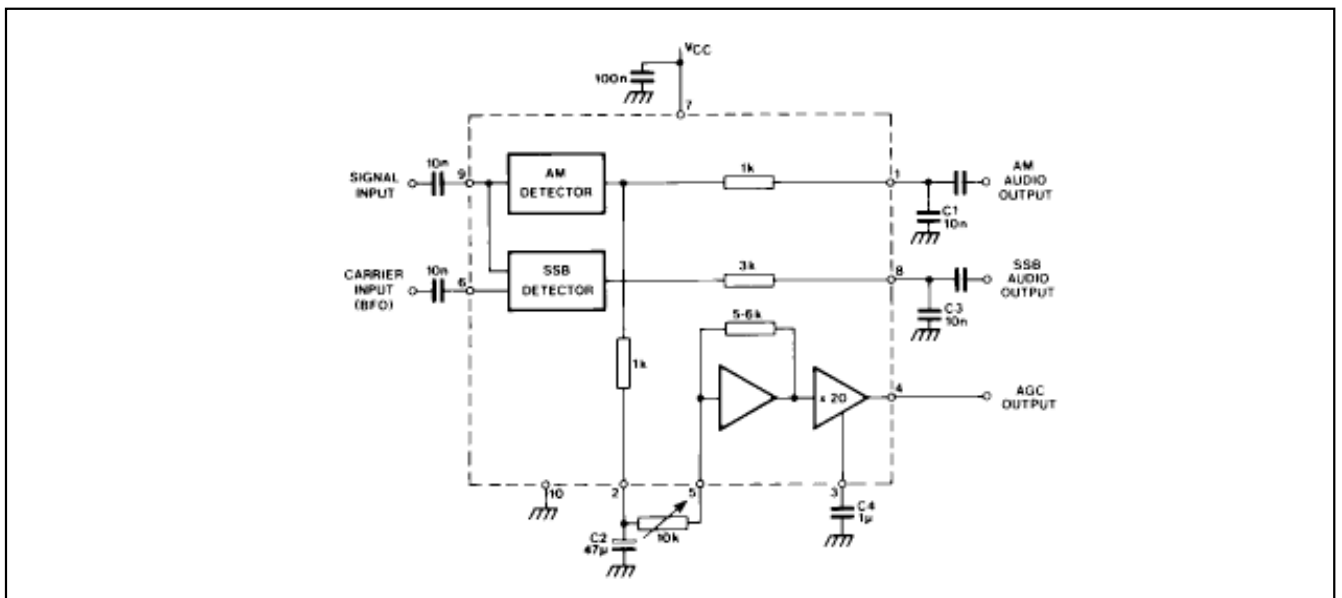 VCC
100n
7
SIGNAL
INPUT
10n
9
AM
DETECTOR
1k
1
AM
AUDIO
OUTPUT
C1
10n
CARRIER
INPUT
(BFO)
10n
6
SSB
DETECTOR
3k
8
SSB
AUDIO
OUTPUT
C3
10n
1k
5-6k
x 20
4
AGC
OUTPUT
10
2
5
3
C2
47µ
10k
C4
1µ